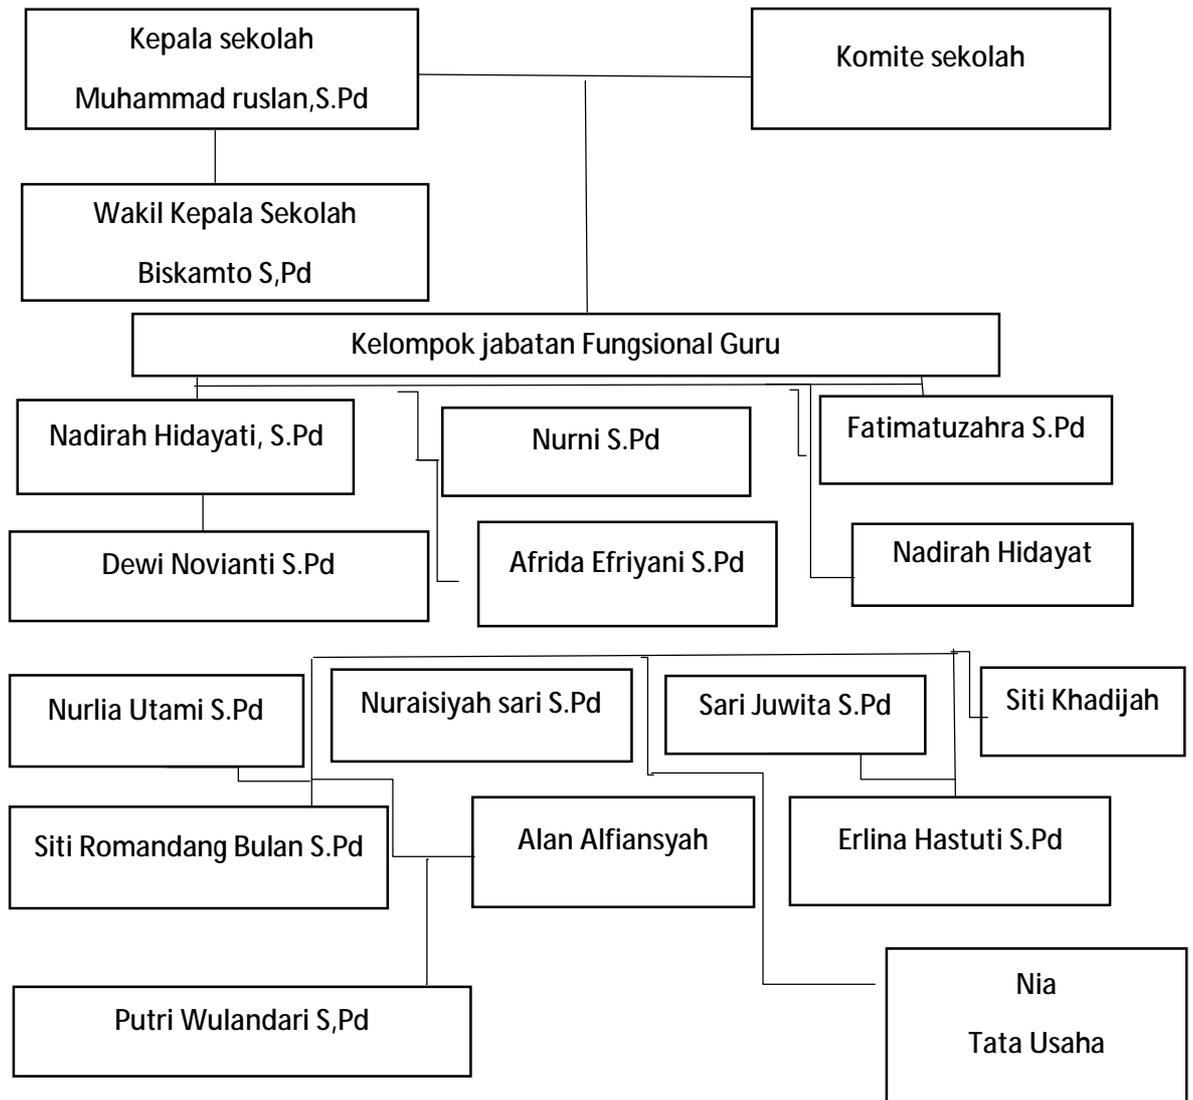 Kepala sekolah
Muhammad ruslan,S.Pd
Komite sekolah
Wakil Kepala Sekolah
Biskamto S,Pd
Kelompok jabatan Fungsional Guru
Nadirah Hidayati, S.Pd
Nurni S.Pd
Fatimatuzahra S.Pd
Dewi Novianti S.Pd
Afrida Efriyani S.Pd
Nadirah Hidayat
Nurlia Utami S.Pd
Nuraisiyah sari S.Pd
Sari Juwita S.Pd
Siti Khadijah
Siti Romandang Bulan S.Pd
Alan Alfiansyah
Erlina Hastuti S.Pd
Putri Wulandari S,Pd
Nia
Tata Usaha